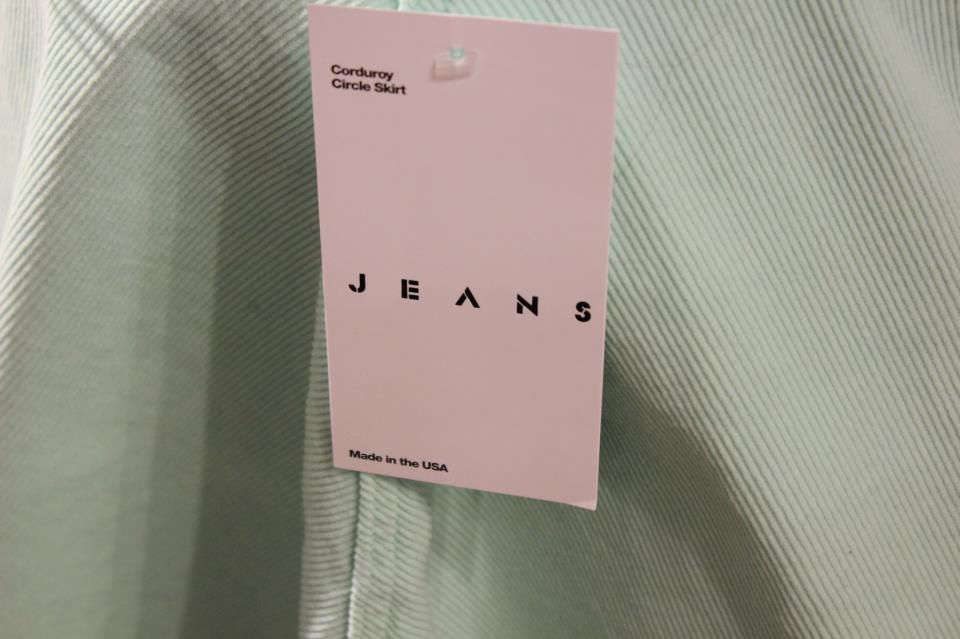 Corduroy
Circle Skirt
JEANS
Made in the USA